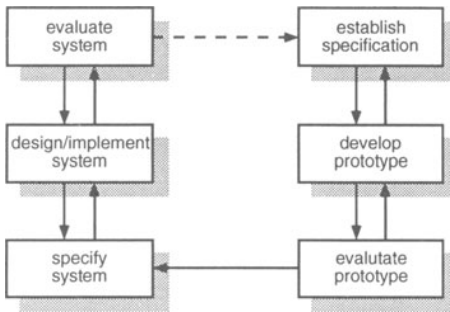 evaluate
system
establish
specification
design/implement
system
develop
prototype
specify
system
evalutate
prototype